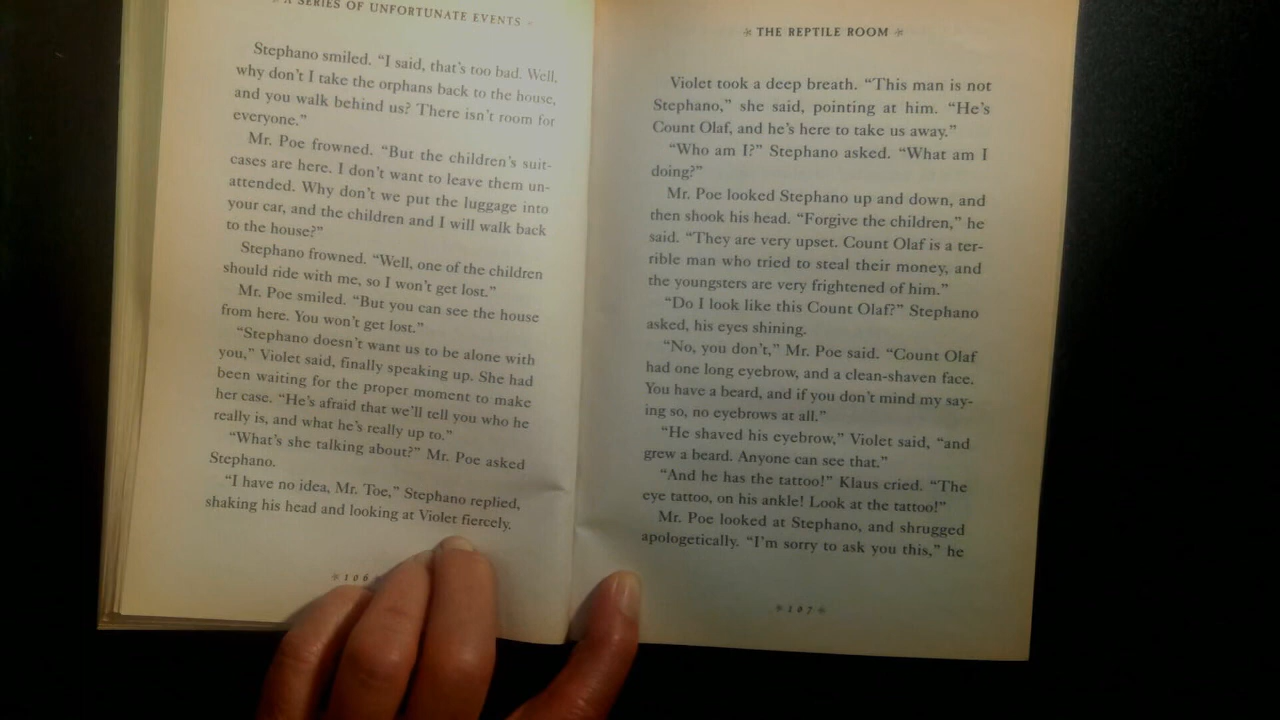 A SERIES OF UNFORTUNATE EVENTS
Stephano smiled. “I said, that’s too bad. Well,
why don’t I take the orphans back to the house,
and you walk behind us? There isn’t room for
everyone.”
Mr. Poe frowned. “But the children’s suit-
cases are here. I don’t want to leave them un-
attended. Why don’t we put the luggage into
your car, and the children and I will walk back
to the house?”
Stephano frowned. “Well, one of the children
should ride with me, so I won’t get lost.”
Mr. Poe smiled. “But you can see the house
from here. You won’t get lost.”
“Stephano doesn’t want us to be alone with
you,” Violet said, finally speaking up. She had
been waiting for the proper moment to make
her case. “He’s afraid that we’ll tell you who he
really is, and what he’s really up to.”
“What’s she talking about?” Mr. Poe asked
Stephano.
“I have no idea, Mr. Toe,” Stephano replied,
shaking his head and looking at Violet fiercely.
* 106
* THE REPTILE ROOM *
Violet took a deep breath. “This man is not
Stephano,” she said, pointing at him. “He’s
Count Olaf, and he’s here to take us away.”
“Who am I?” Stephano asked. “What am I
doing?”
Mr. Poe looked Stephano up and down, and
then shook his head. “Forgive the children,” he
said. “They are very upset. Count Olaf is a ter-
rible man who tried to steal their money, and
the youngsters are very frightened of him.”
“Do I look like this Count Olaf?” Stephano
asked, his eyes shining.
“No, you don’t,” Mr. Poe said. “Count Olaf
had one long eyebrow, and a clean-shaven face.
You have a beard, and if you don’t mind my say-
ing so, no eyebrows at all.”
“He shaved his eyebrow,” Violet said, “and
grew a beard. Anyone can see that.”
“And he has the tattoo!” Klaus cried. “The
eye tattoo, on his ankle! Look at the tattoo!”
Mr. Poe looked at Stephano, and shrugged
apologetically. “I’m sorry to ask you this,” he
* 107 *